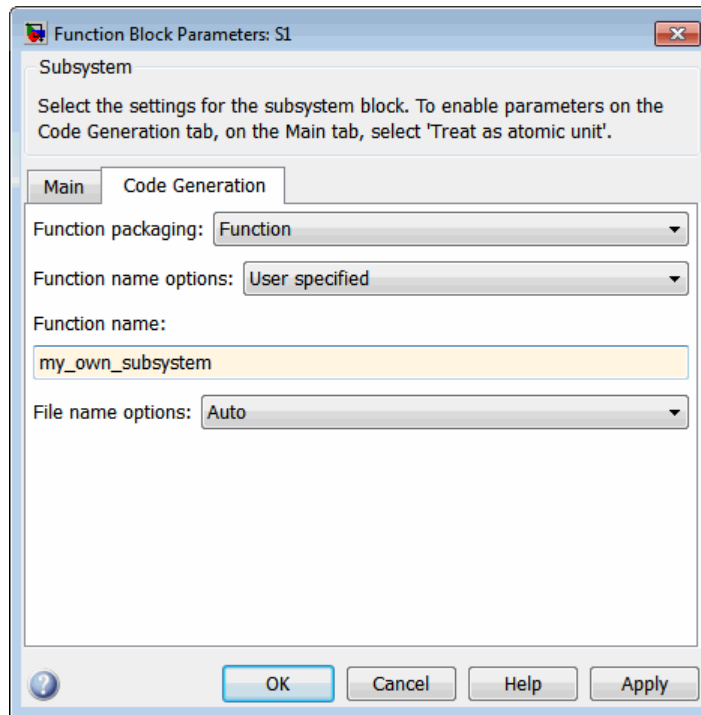 Function Block Parameters: S1
Subsystem
Select the settings for the subsystem block. To enable parameters on the
Code Generation tab, on the Main tab, select 'Treat as atomic unit'.
Main Code Generation
Function packaging: Function
Function name options: User specified
Function name:
my_own_subsystem
File name options: Auto
OK Cancel Help Apply